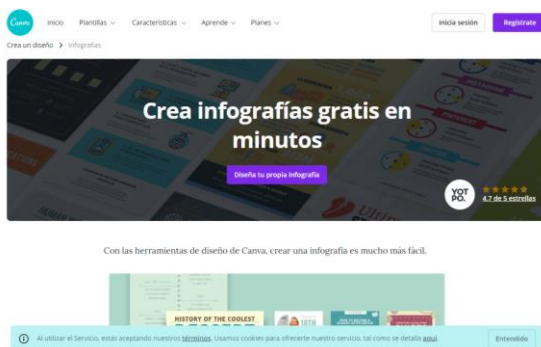 Canva
Inicio
Plantillas
Características
Aprende
Planes
Inicia sesión
Regístrate
Crea un diseño > Infografías
Crea infografías gratis en
minutos
Diseña tu propia infografía
YOT
PO.
4.7 de 5 estrellas
Con las herramientas de diseño de Canva, crear una infografía es mucho más fácil.
HISTORY OF THE COOLEST
Al utilizar el Servicio, estás aceptando nuestros términos. Usamos cookies para ofrecerte nuestro servicio, tal como se detalla aquí.
Entendido